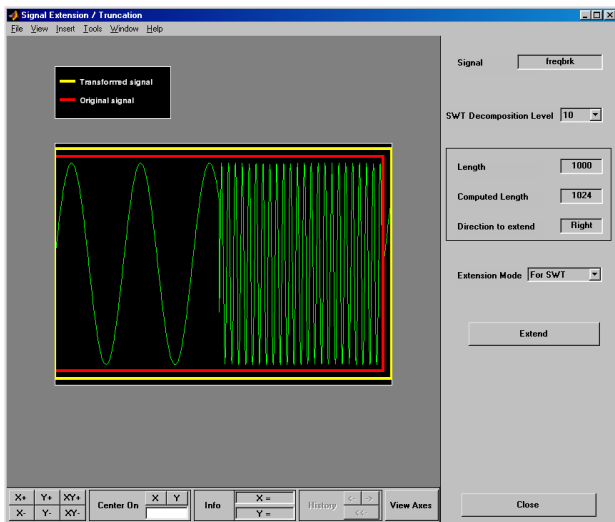 Signal Extension / Truncation
File View Insert Tools Window Help
Transformed signal
Original signal
Signal freqbrk
SWT Decomposition Level 10
Length 1000
Computed Length 1024
Direction to extend Right
Extension Mode For SWT
Extend
X+ Y+ XY+
X- Y- XY-
Center On X Y
Info X =
Y =
History <- ->
<<-
View Axes
Close